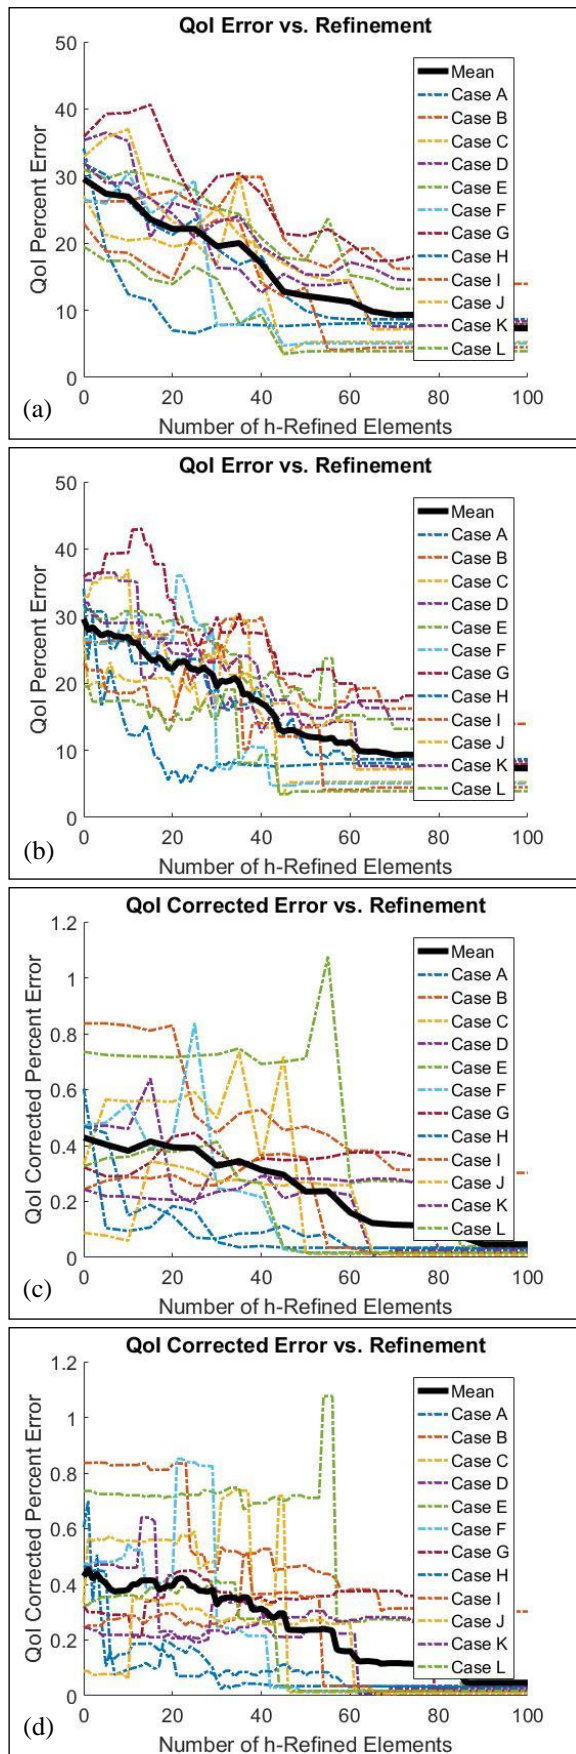 QoI Error vs. Refinement
50
40
30
20
10
0
QoI Percent Error
Mean
Case A
Case B
Case C
Case D
Case E
Case F
Case G
Case H
Case I
Case J
Case K
Case L
0 20 40 60 80 100
Number of h-Refined Elements
(a)
QoI Error vs. Refinement
50
40
30
20
10
0
QoI Percent Error
Mean
Case A
Case B
Case C
Case D
Case E
Case F
Case G
Case H
Case I
Case J
Case K
Case L
0 20 40 60 80 100
Number of h-Refined Elements
(b)
QoI Corrected Error vs. Refinement
1.2
1
0.8
0.6
0.4
0.2
0
QoI Corrected Percent Error
Mean
Case A
Case B
Case C
Case D
Case E
Case F
Case G
Case H
Case I
Case J
Case K
Case L
0 20 40 60 80 100
Number of h-Refined Elements
(c)
QoI Corrected Error vs. Refinement
1.2
1
0.8
0.6
0.4
0.2
0
QoI Corrected Percent Error
Mean
Case A
Case B
Case C
Case D
Case E
Case F
Case G
Case H
Case I
Case J
Case K
Case L
0 20 40 60 80 100
Number of h-Refined Elements
(d)